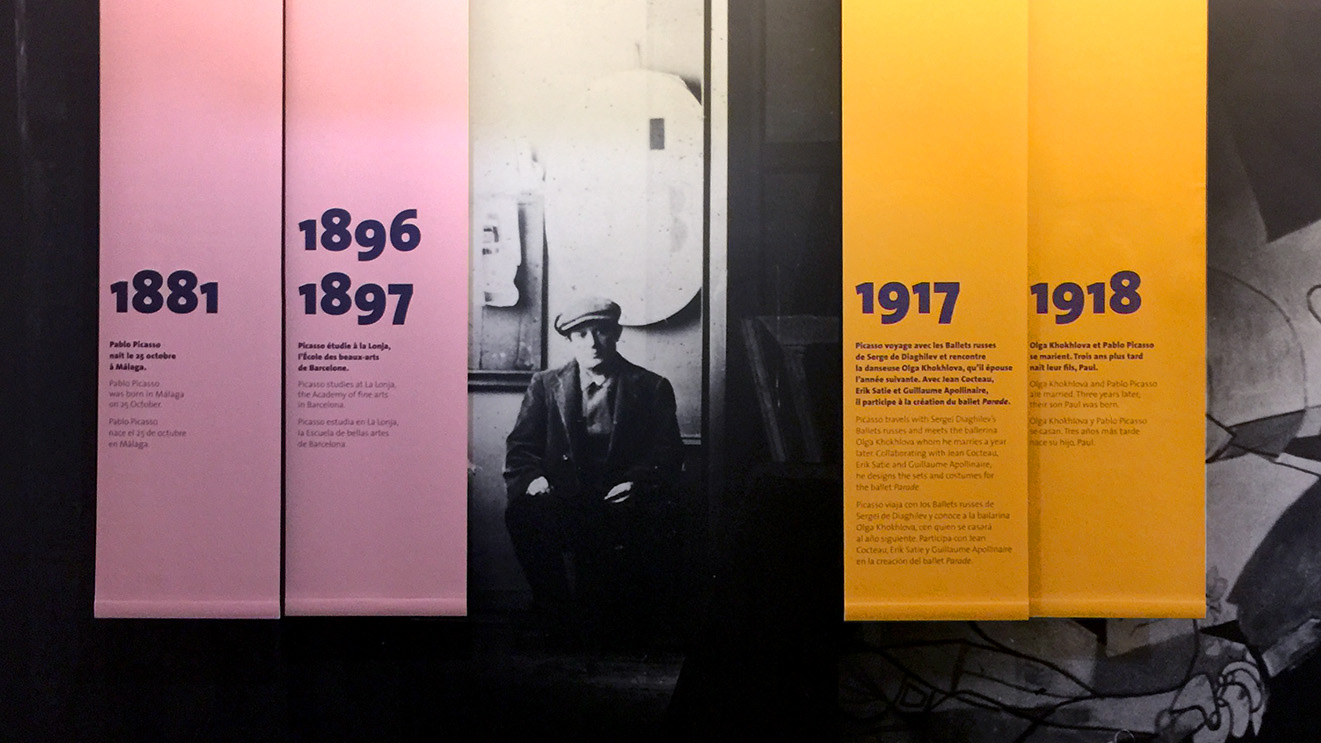 1881
Pablo Picasso
naît le 25 octobre
à Málaga.
Pablo Picasso
was born in Málaga
on 25 October.
Pablo Picasso
nace el 25 de octubre
en Málaga.
1896
1897
Picasso étudie à la Lonja,
l'École des beaux-arts
de Barcelone.
Picasso studies at La Lonja,
the Academy of fine arts
in Barcelona.
Picasso estudia en La Lonja,
la Escuela de bellas artes
de Barcelona.
1917
Picasso voyage avec les Ballets russes
de Serge de Diaghilev et rencontre
la danseuse Olga Khokhlova, qu'il épouse
l'année suivante. Avec Jean Cocteau,
Erik Satie et Guillaume Apollinaire,
il participe à la création du ballet Parade.
Picasso travels with Sergei Diaghilev's
Ballets russes and meets the ballerina
Olga Khokhlova whom he marries a year
later. Collaborating with Jean Cocteau,
Erik Satie and Guillaume Apollinaire,
he designs the sets and costumes for
the ballet Parade.
Picasso viaja con los Ballets russes de
Sergei de Diaghilev y conoce a la bailarina
Olga Khokhlova, con quien se casará
al año siguiente. Participa con Jean
Cocteau, Erik Satie y Guillaume Apollinaire
en la creación del ballet Parade.
1918
Olga Khokhlova et Pablo Picasso
se marient. Trois ans plus tard
naît leur fils, Paul.
Olga Khokhlova and Pablo Picasso
are married. Three years later,
their son Paul was born.
Olga Khokhlova y Pablo Picasso
se casan. Tres años más tarde
nace su hijo, Paul.